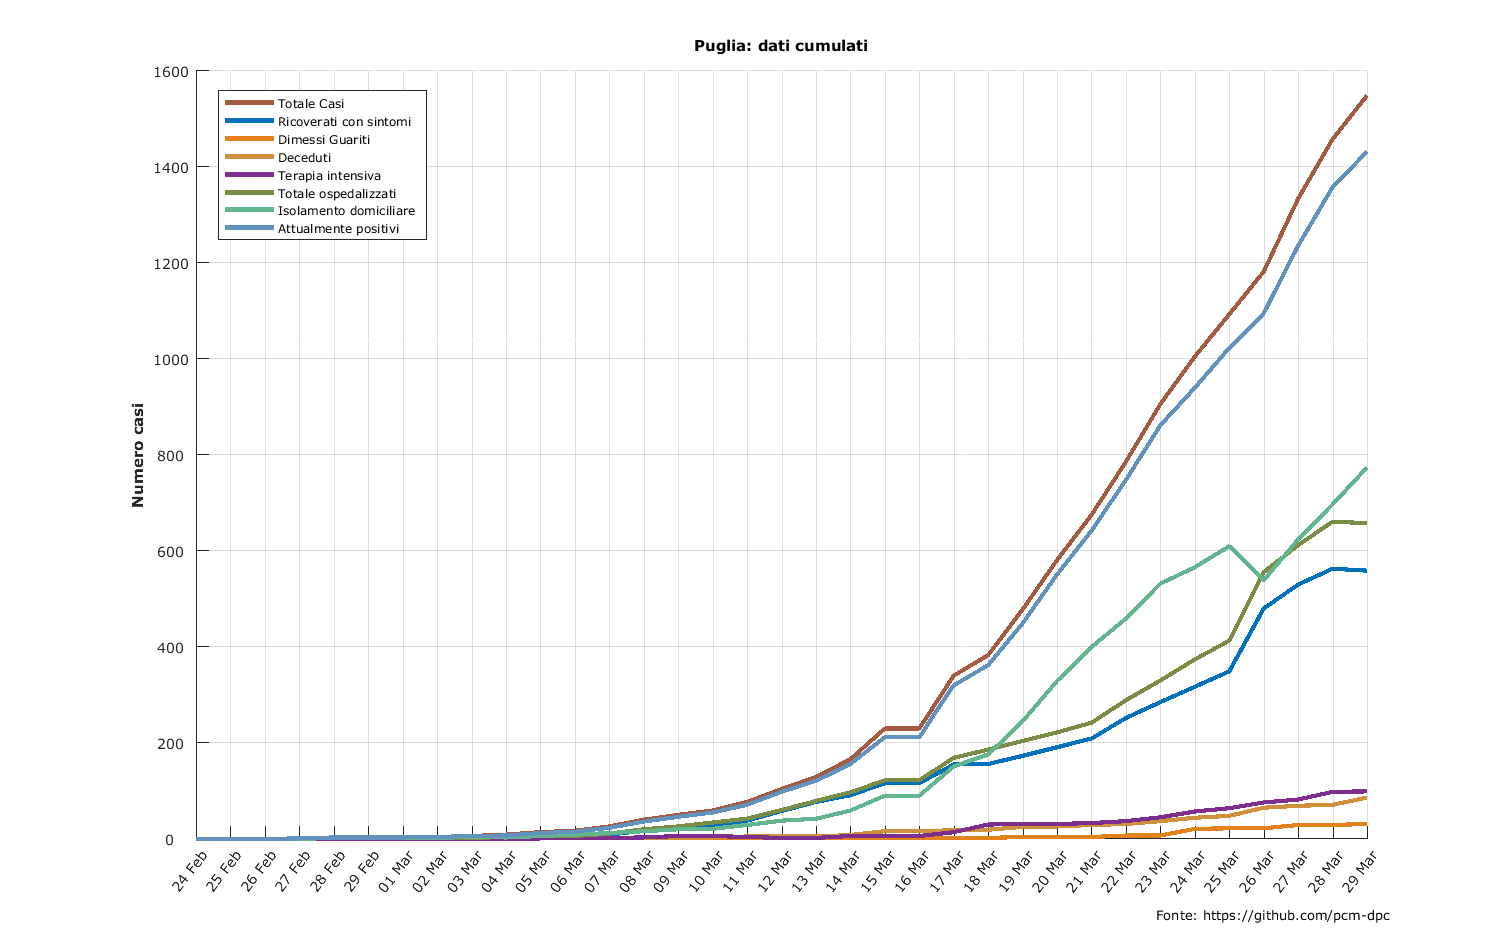 Puglia: dati cumulati
Numero casi
1600
1400
1200
1000
800
600
400
200
0
Totale Casi
Ricoverati con sintomi
Dimessi Guariti
Deceduti
Terapia intensiva
Totale ospedalizzati
Isolamento domiciliare
Attualmente positivi
24 Feb
25 Feb
26 Feb
27 Feb
28 Feb
29 Feb
01 Mar
02 Mar
03 Mar
04 Mar
05 Mar
06 Mar
07 Mar
08 Mar
09 Mar
10 Mar
11 Mar
12 Mar
13 Mar
14 Mar
15 Mar
16 Mar
17 Mar
18 Mar
19 Mar
20 Mar
21 Mar
22 Mar
23 Mar
24 Mar
25 Mar
26 Mar
27 Mar
28 Mar
29 Mar
Fonte: https://github.com/pcm-dpc